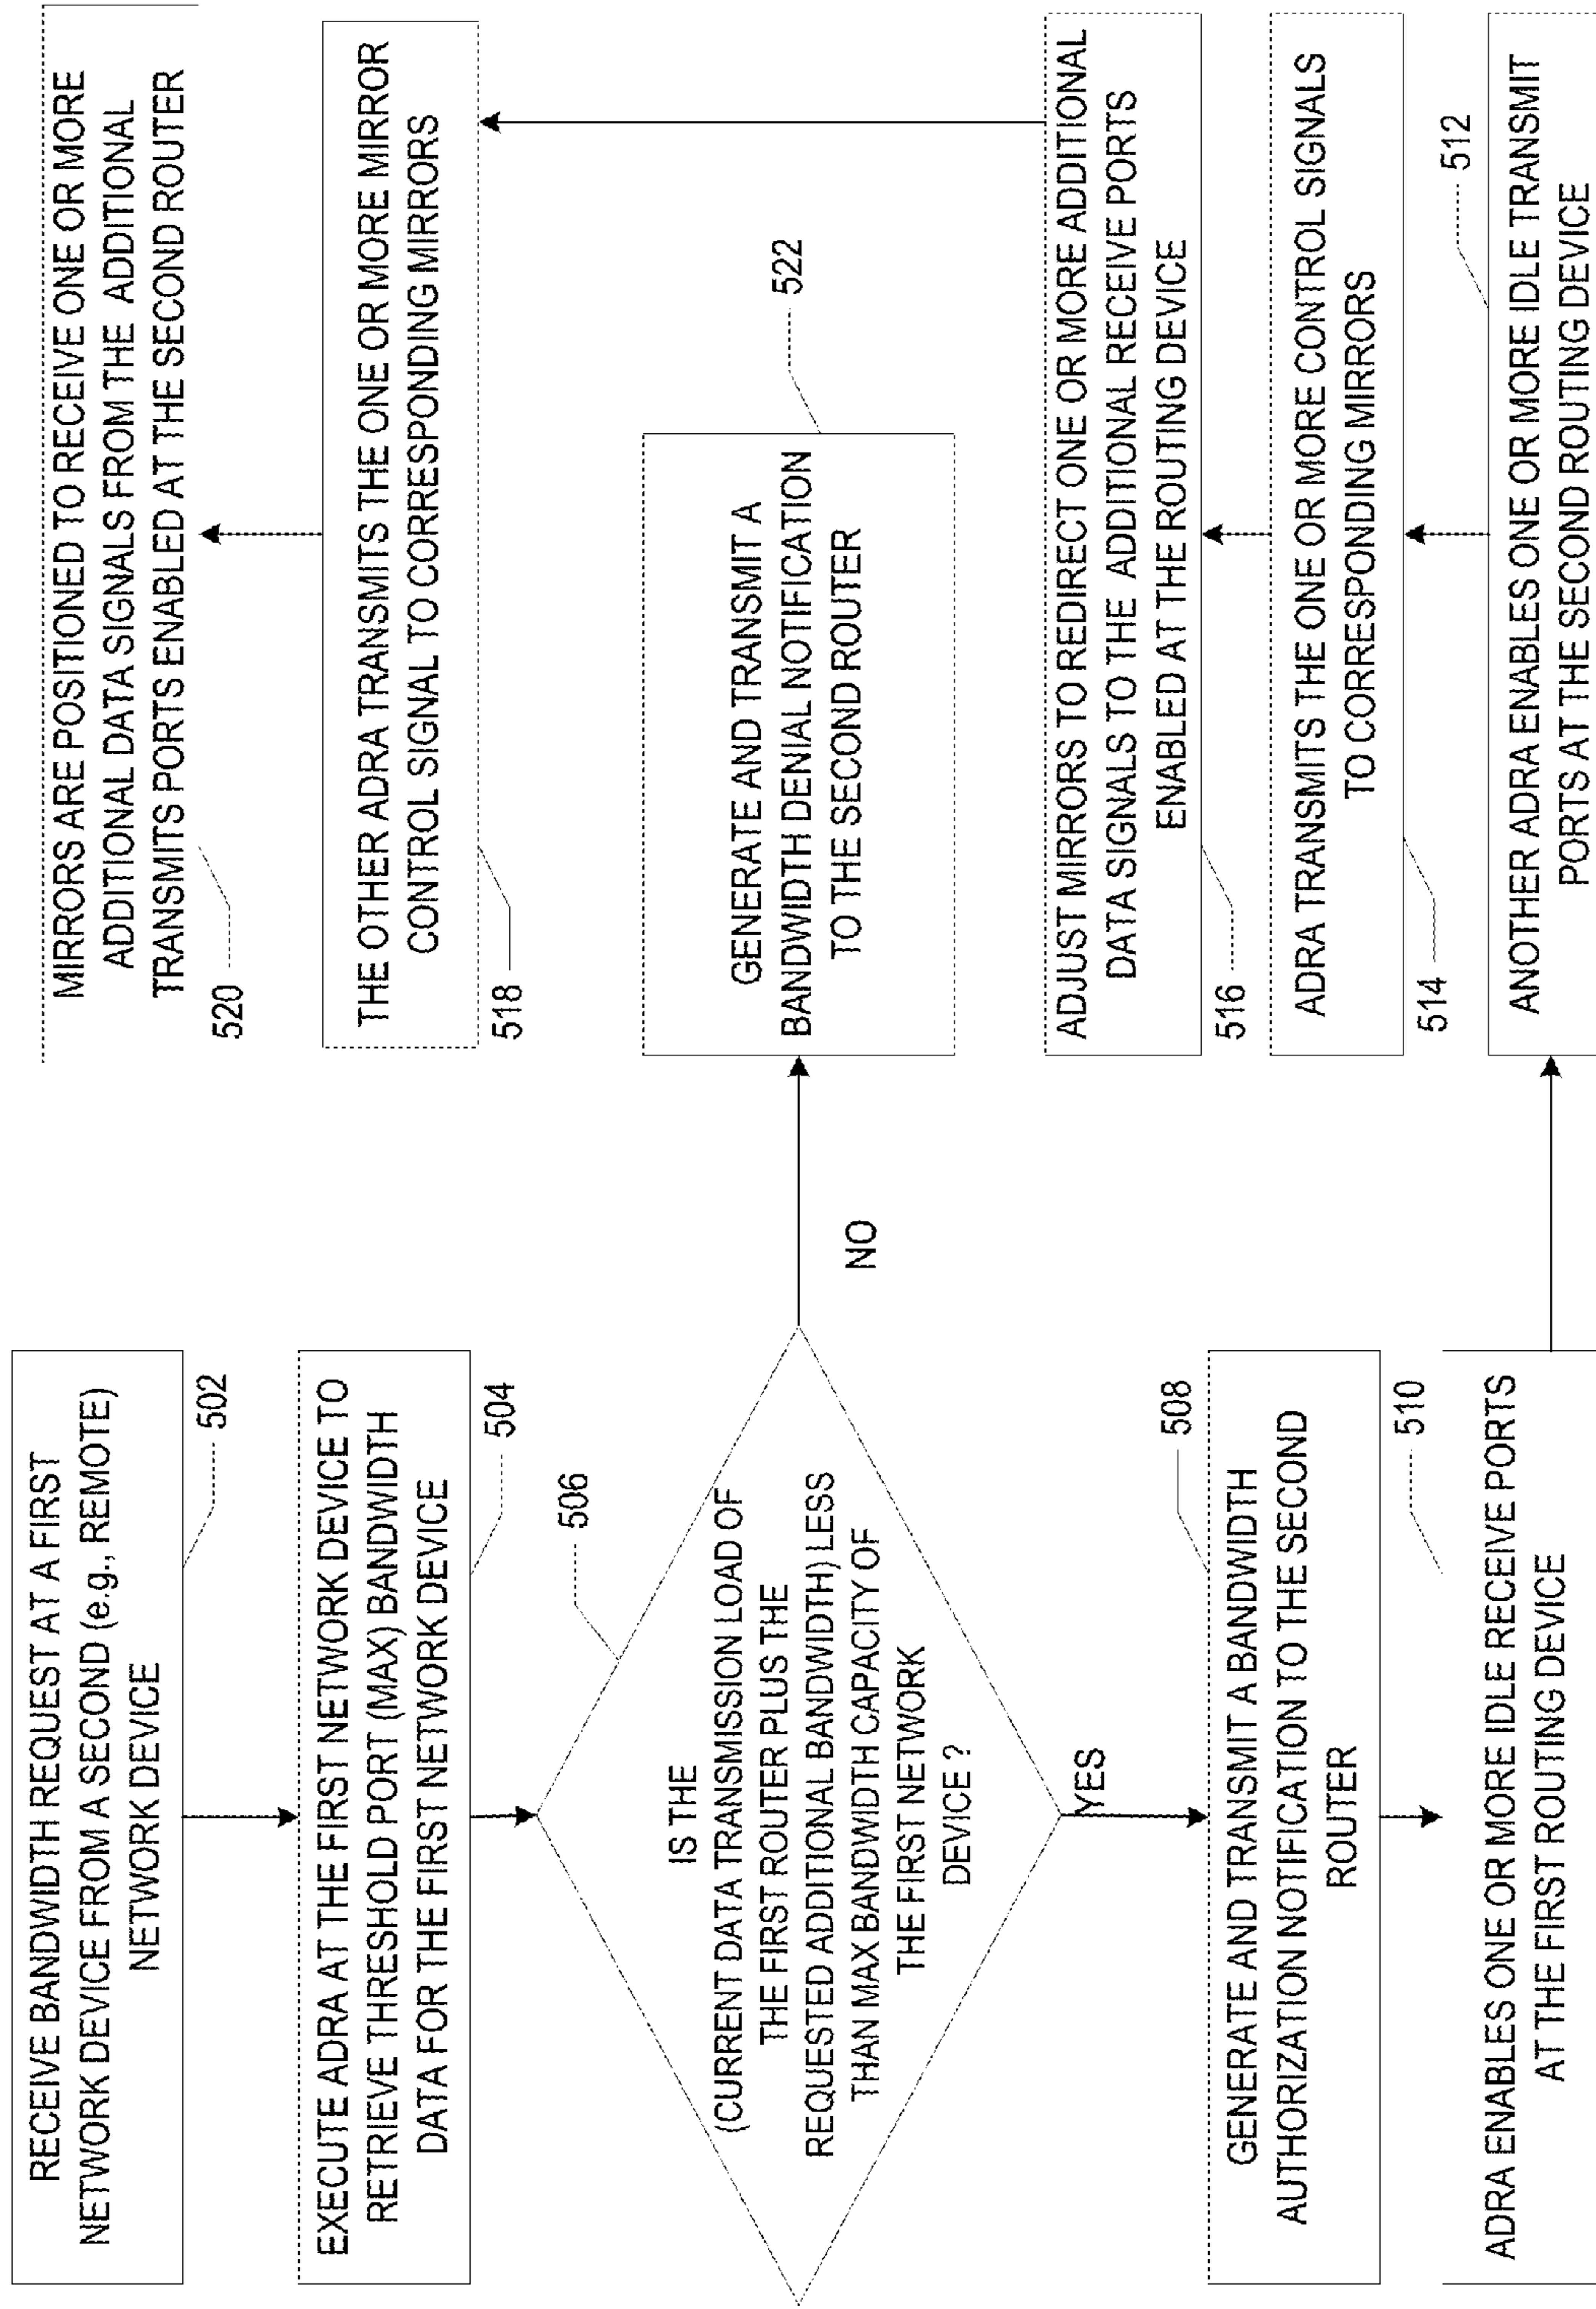 RECEIVE BANDWIDTH REQUEST AT A FIRST
NETWORK DEVICE FROM A SECOND (e.g., REMOTE)
NETWORK DEVICE
502
EXECUTE ADRA AT THE FIRST NETWORK DEVICE TO
RETRIEVE THRESHOLD PORT (MAX) BANDWIDTH
DATA FOR THE FIRST NETWORK DEVICE
504
506
IS THE
(CURRENT DATA TRANSMISSION LOAD OF
THE FIRST ROUTER PLUS THE
REQUESTED ADDITIONAL BANDWIDTH) LESS
THAN MAX BANDWIDTH CAPACITY OF
THE FIRST NETWORK
DEVICE ?
NO
YES
508
GENERATE AND TRANSMIT A BANDWIDTH
AUTHORIZATION NOTIFICATION TO THE SECOND
ROUTER
510
ADRA ENABLES ONE OR MORE IDLE RECEIVE PORTS
AT THE FIRST ROUTING DEVICE
MIRRORS ARE POSITIONED TO RECEIVE ONE OR MORE
ADDITIONAL DATA SIGNALS FROM THE ADDITIONAL
TRANSMITS PORTS ENABLED AT THE SECOND ROUTER
520
THE OTHER ADRA TRANSMITS THE ONE OR MORE MIRROR
CONTROL SIGNAL TO CORRESPONDING MIRRORS
518
GENERATE AND TRANSMIT A
BANDWIDTH DENIAL NOTIFICATION
TO THE SECOND ROUTER
522
ADJUST MIRRORS TO REDIRECT ONE OR MORE ADDITIONAL
DATA SIGNALS TO THE ADDITIONAL RECEIVE PORTS
ENABLED AT THE ROUTING DEVICE
516
ADRA TRANSMITS THE ONE OR MORE CONTROL SIGNALS
TO CORRESPONDING MIRRORS
514
512
ANOTHER ADRA ENABLES ONE OR MORE IDLE TRANSMIT
PORTS AT THE SECOND ROUTING DEVICE